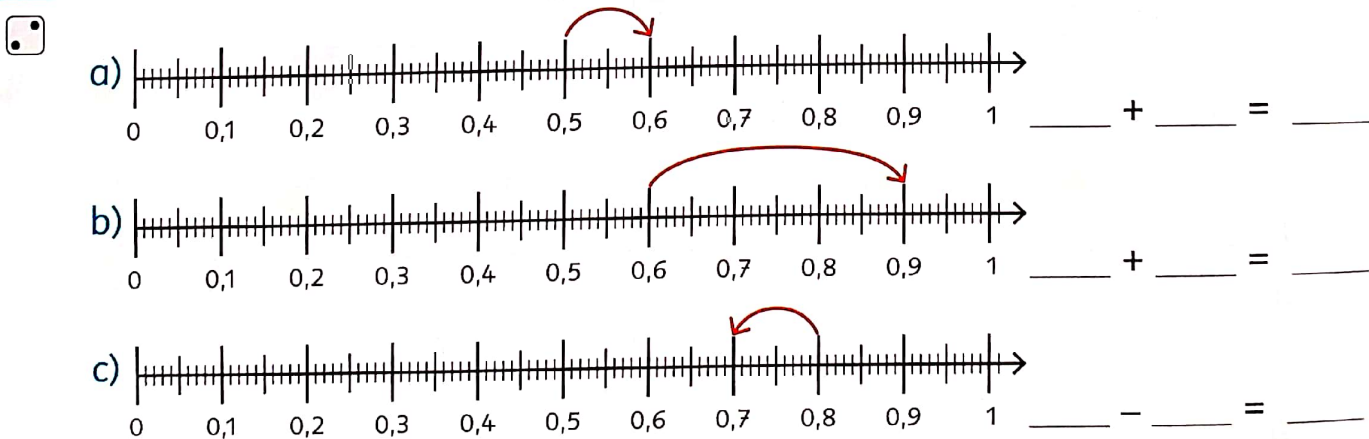 a)
0 0,1 0,2 0,3 0,4 0,5 0,6 0,7 0,8 0,9 1 ____ + ____ = ____
b)
0 0,1 0,2 0,3 0,4 0,5 0,6 0,7 0,8 0,9 1 ____ + ____ = ____
c)
0 0,1 0,2 0,3 0,4 0,5 0,6 0,7 0,8 0,9 1 ____ − ____ = ____